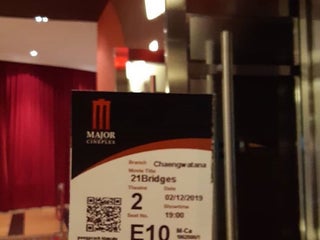 MAJOR
CINEPLEX
Branch Chaengwatana
Movie Title
21Bridges
Theatre Date
2 02/12/2019
Seat No. Showtime
19:00
E10 M-Ca